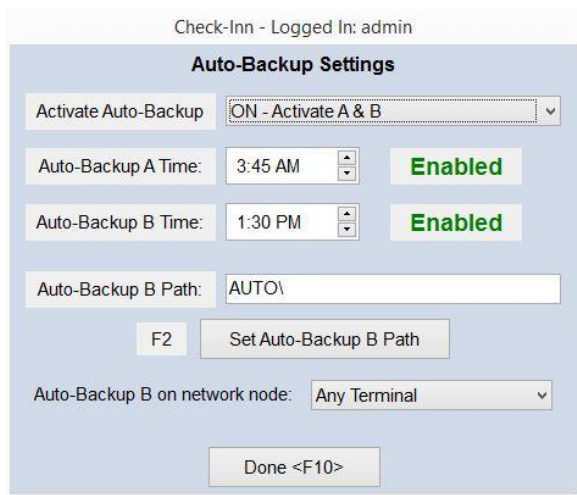 Check-Inn - Logged In: admin
Auto-Backup Settings
Activate Auto-Backup ON - Activate A & B
Auto-Backup A Time: 3:45 AM Enabled
Auto-Backup B Time: 1:30 PM Enabled
Auto-Backup B Path: AUTO\
F2 Set Auto-Backup B Path
Auto-Backup B on network node: Any Terminal
Done <F10>